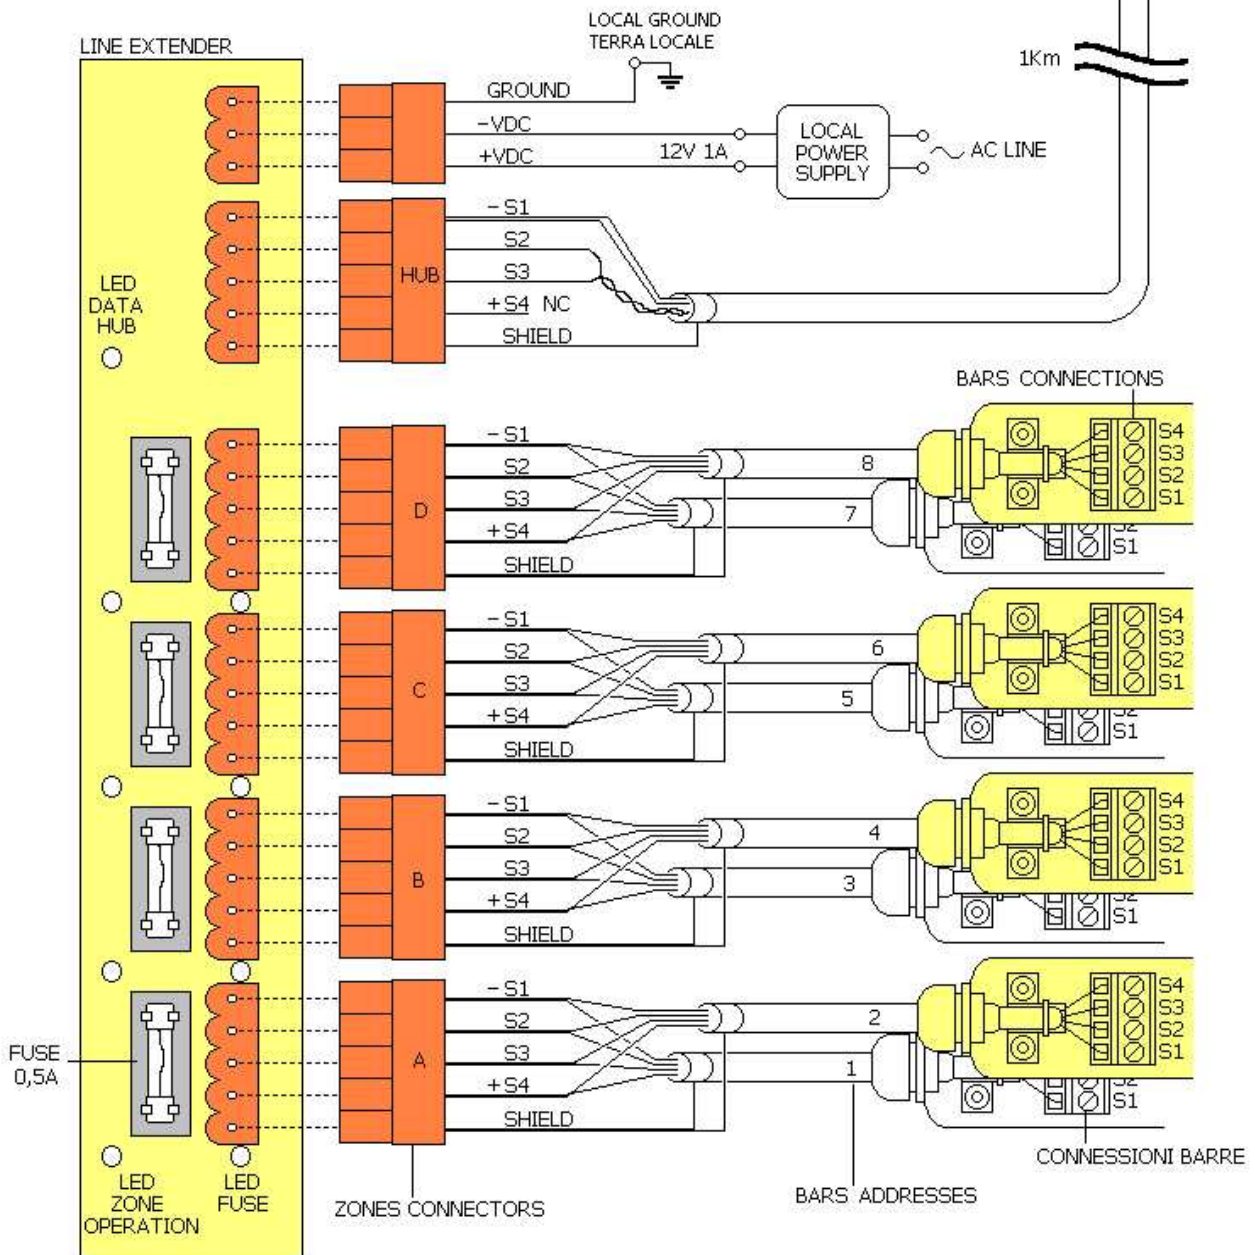 LOCAL GROUND
TERRA LOCALE
LINE EXTENDER
1Km
GROUND
-VDC
+VDC
12V 1A
LOCAL
POWER
SUPPLY
AC LINE
-S1
S2
S3
+S4 NC
SHIELD
HUB
LED
DATA
HUB
BARS CONNECTIONS
-S1
S2
S3
+S4
SHIELD
D
8
7
S4
S3
S2
S1
S2
S1
-S1
S2
S3
+S4
SHIELD
C
6
5
S4
S3
S2
S1
S2
S1
-S1
S2
S3
+S4
SHIELD
B
4
3
S4
S3
S2
S1
S2
S1
-S1
S2
S3
+S4
SHIELD
A
2
1
S4
S3
S2
S1
S2
S1
FUSE
0,5A
LED
ZONE
OPERATION
LED
FUSE
ZONES CONNECTORS
BARS ADDRESSES
CONNESSIONI BARRE